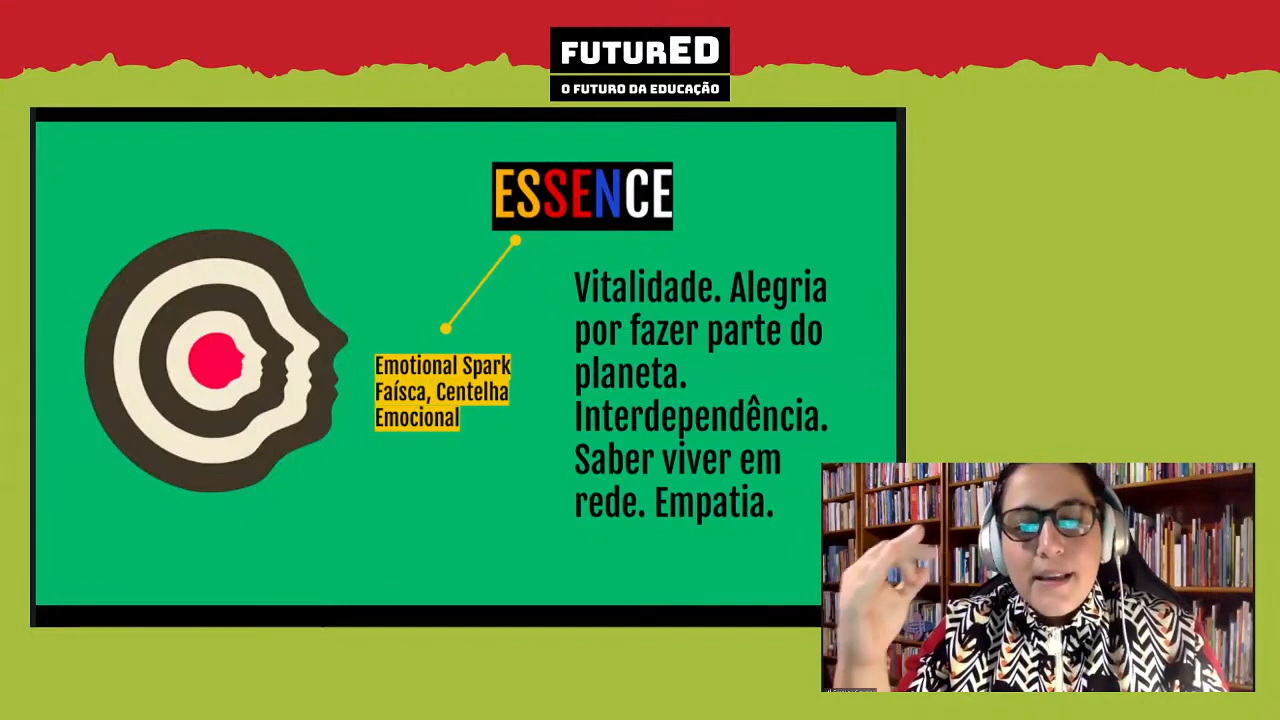 FUTURED
O FUTURO DA EDUCAÇÃO
ESSENCE
Emotional Spark
Faísca, Centelha
Emocional
Vitalidade. Alegria
por fazer parte do
planeta.
Interdependência.
Saber viver em
rede. Empatia.